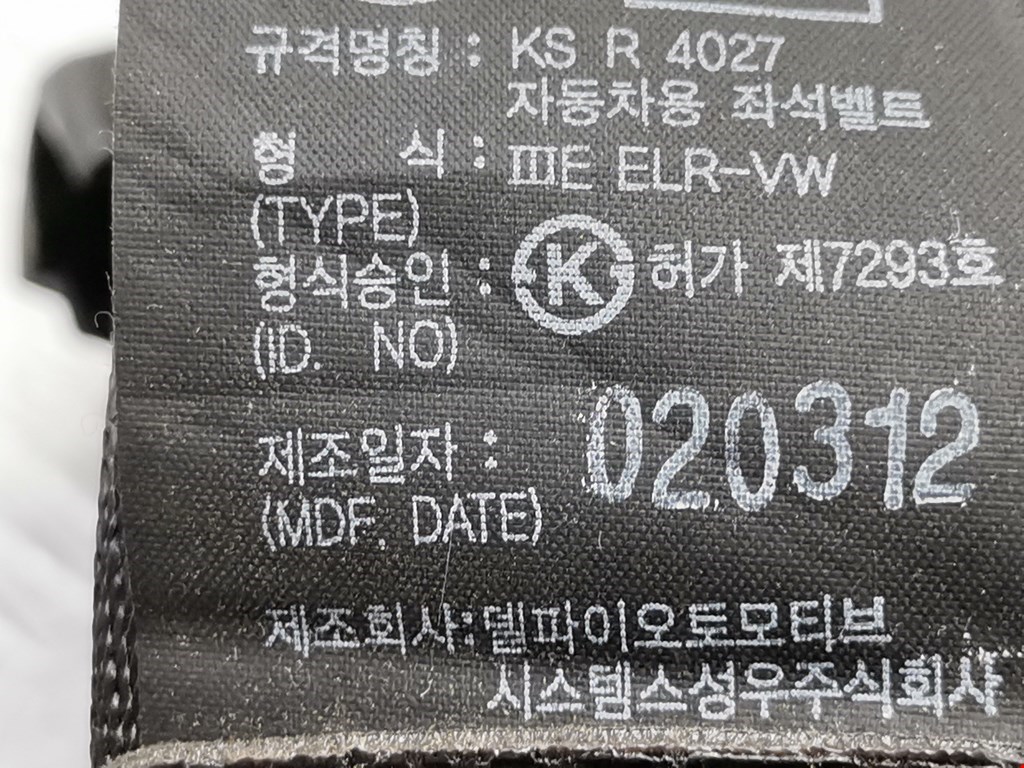 규격명칭 : KS R 4027
자동차용 좌석벨트
형 식 : ⅢE ELR-VW
(TYPE)
형식승인 : Ⓚ 허가 제7293호
(ID. NO)
제조일자 : 020312
(MDF. DATE)
제조회사:델파이오토모티브
시스템스성우주식회사